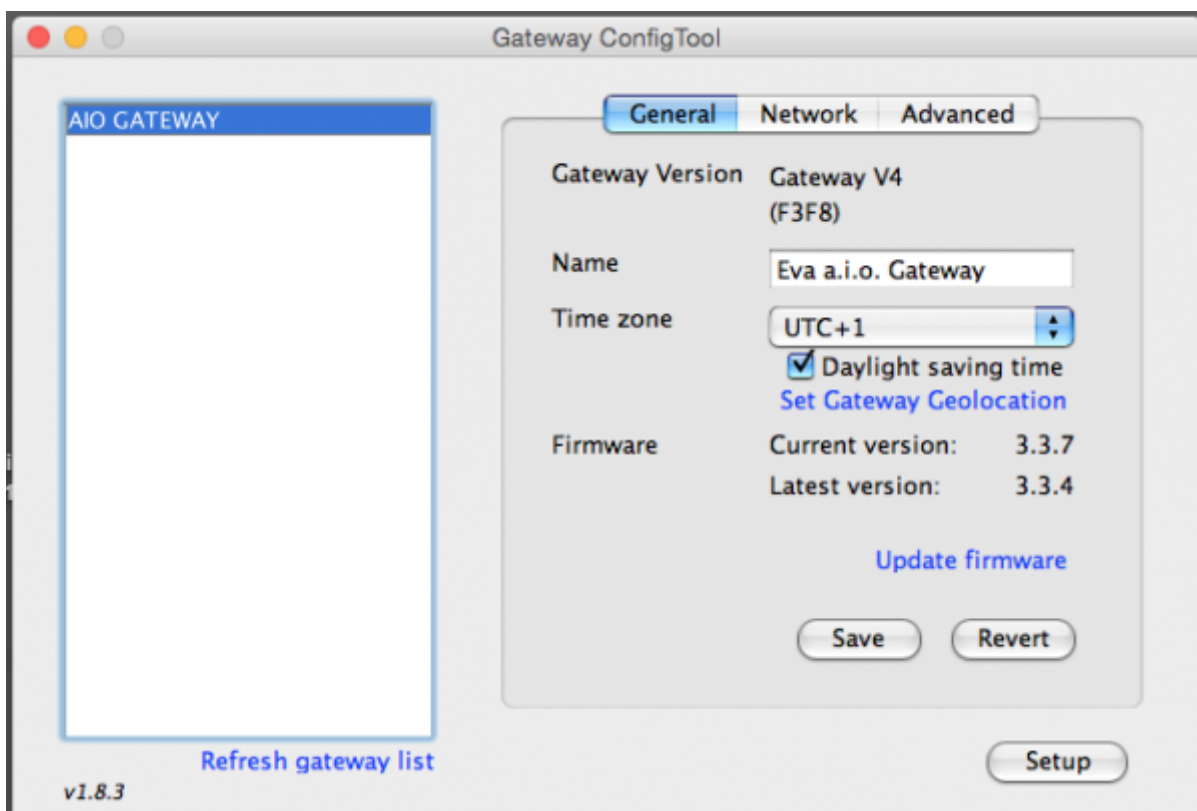 Gateway ConfigTool
AIO GATEWAY
General Network Advanced
Gateway Version Gateway V4
(F3F8)
Name Eva a.i.o. Gateway
Time zone UTC+1
Daylight saving time
Set Gateway Geolocation
Firmware Current version: 3.3.7
Latest version: 3.3.4
Update firmware
Save Revert
Refresh gateway list
Setup
v1.8.3